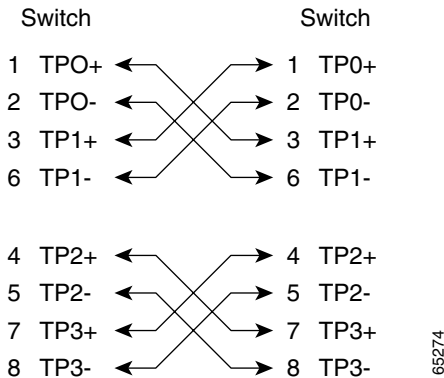 Switch Switch
1 TPO+ 1 TP0+
2 TPO- 2 TP0-
3 TP1+ 3 TP1+
6 TP1- 6 TP1-
4 TP2+ 4 TP2+
5 TP2- 5 TP2-
7 TP3+ 7 TP3+
8 TP3- 8 TP3-
65274